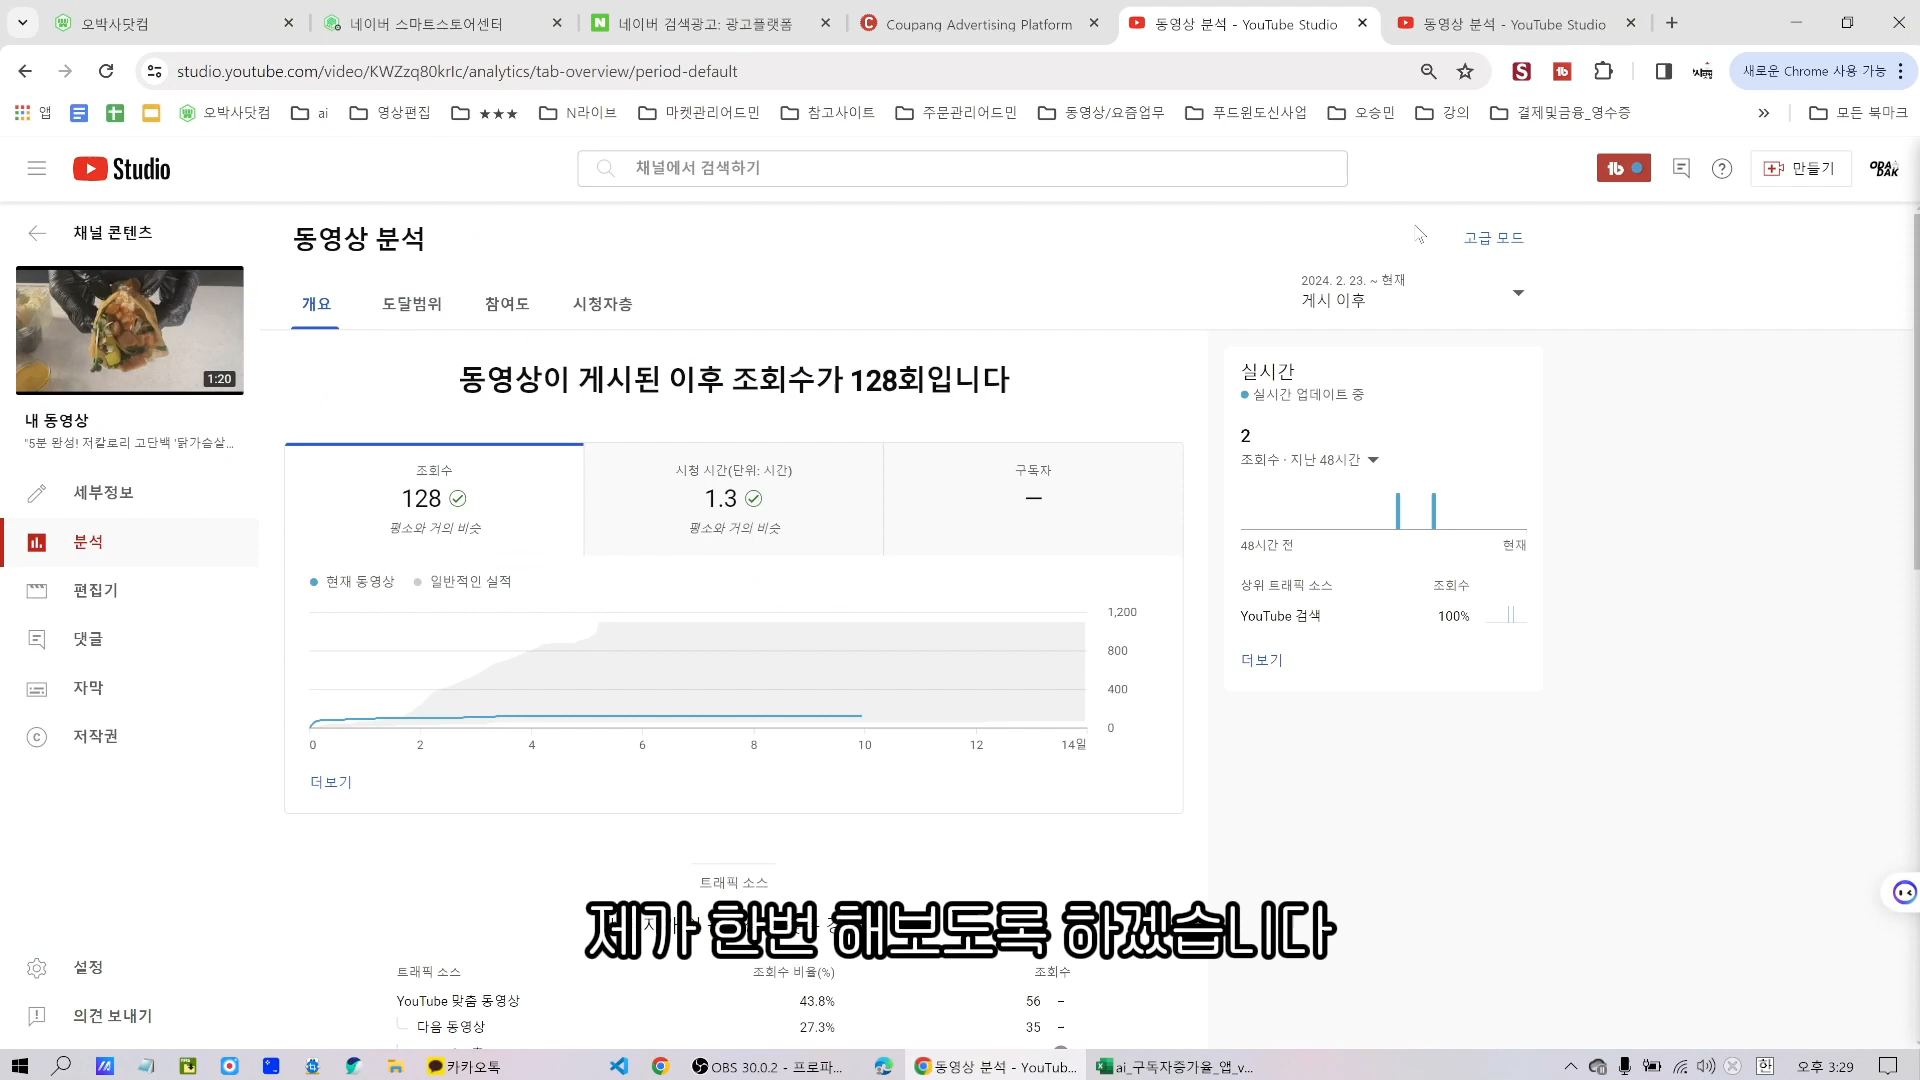 오박사닷컴
네이버 스마트스토어센터
네이버 검색광고: 광고플랫폼
Coupang Advertising Platform
동영상 분석 - YouTube Studio
동영상 분석 - YouTube Studio
studio.youtube.com/video/KWZzq80krIc/analytics/tab-overview/period-default
새로운 Chrome 사용 가능
앱
오박사닷컴
ai
영상편집
★★★
N라이브
마켓관리어드민
참고사이트
주문관리어드민
동영상/요즘업무
푸드윈도신사업
오승민
강의
결제및금융_영수증
모든 북마크
Studio
채널에서 검색하기
만들기
채널 콘텐츠
동영상 분석
고급 모드
2024. 2. 23. ~ 현재
게시 이후
개요
도달범위
참여도
시청자층
1:20
내 동영상
"5분 완성! 저칼로리 고단백 '닭가슴살...
세부정보
분석
편집기
댓글
자막
저작권
설정
의견 보내기
동영상이 게시된 이후 조회수가 128회입니다
조회수
128
평소와 거의 비슷
시청 시간(단위: 시간)
1.3
평소와 거의 비슷
구독자
—
현재 동영상
일반적인 실적
1,200
800
400
0
0 2 4 6 8 10 12 14일
더보기
실시간
실시간 업데이트 중
2
조회수 · 지난 48시간
48시간 전
현재
상위 트래픽 소스
조회수
YouTube 검색
100%
더보기
트래픽 소스
제가 한번 해보도록 하겠습니다
트래픽 소스
조회수 비율(%)
조회수
YouTube 맞춤 동영상
43.8%
56 –
다음 동영상
27.3%
35 –
카카오톡
OBS 30.0.2 - 프로파...
동영상 분석 - YouTub...
ai_구독자증가율_앱_v...
한
오후 3:29